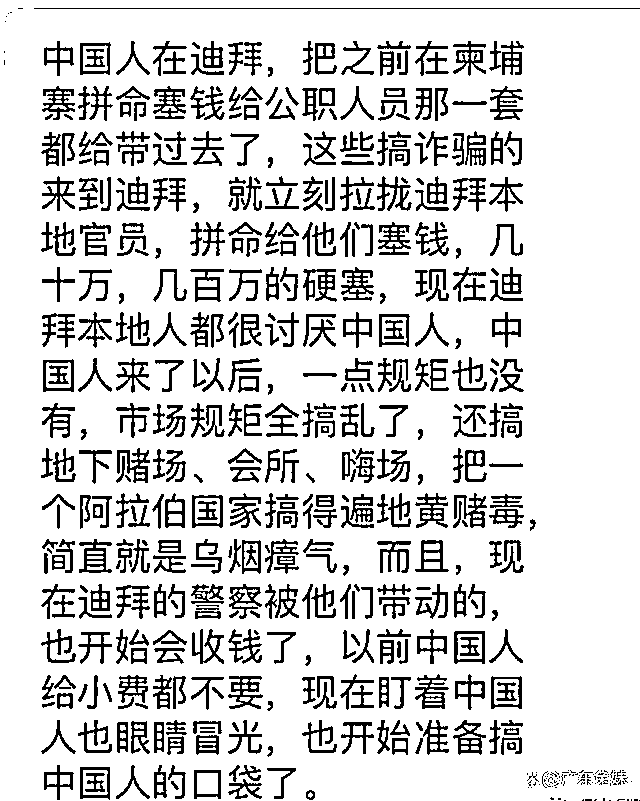 中国人在迪拜，把之前在柬埔
寨拼命塞钱给公职人员那一套
都给带过去了，这些搞诈骗的
来到迪拜，就立刻拉拢迪拜本
地官员，拼命给他们塞钱，几
十万，几百万的硬塞，现在迪
拜本地人都很讨厌中国人，中
国人来了以后，一点规矩也没
有，市场规矩全搞乱了，还搞
地下赌场、会所、嗨场，把一
个阿拉伯国家搞得遍地黄赌毒，
简直就是乌烟瘴气，而且，现
在迪拜的警察被他们带动的，
也开始会收钱了，以前中国人
给小费都不要，现在盯着中国
人也眼睛冒光，也开始准备搞
中国人的口袋了。